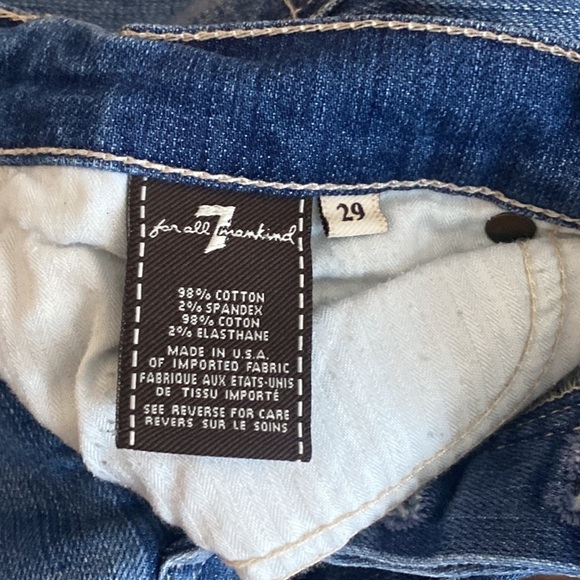 7
for all mankind
29
98% COTTON
2% SPANDEX
98% COTON
2% ELASTHANE
MADE IN U.S.A.
OF IMPORTED FABRIC
FABRIQUE AUX ETATS-UNIS
DE TISSU IMPORTÉ
SEE REVERSE FOR CARE
REVERS SUR LE SOINS